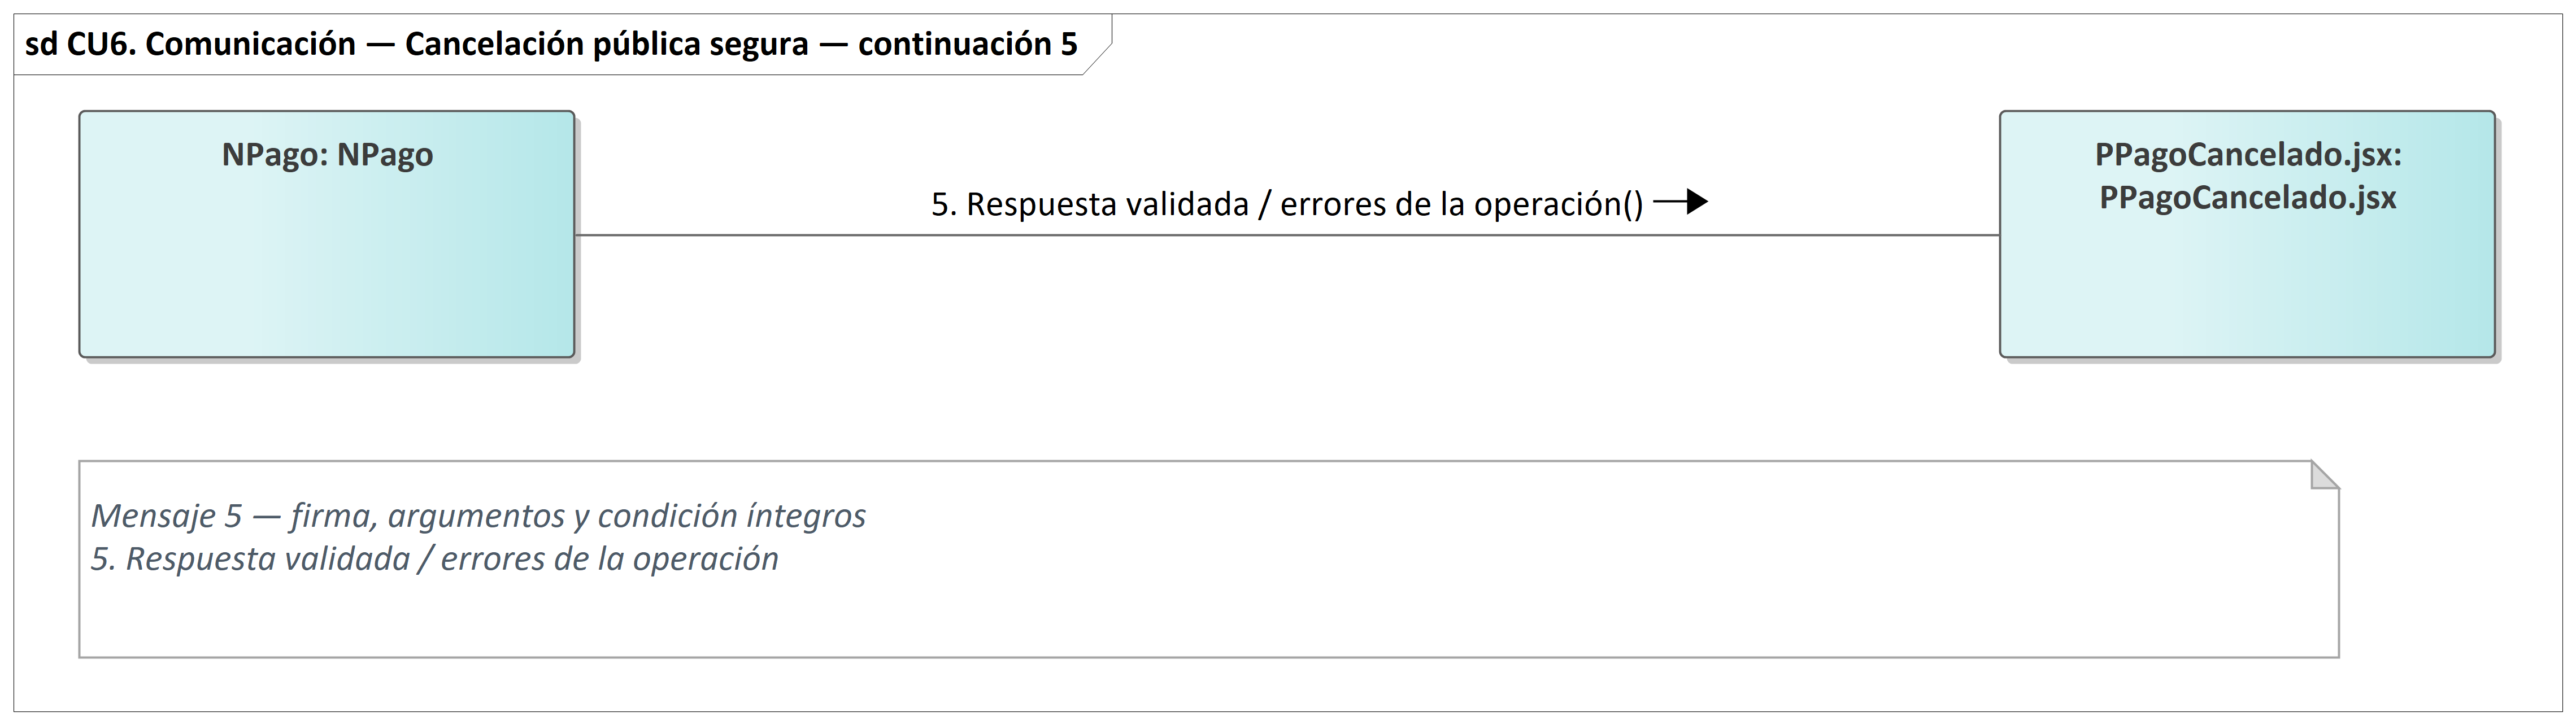 sd CU6. Comunicación — Cancelación pública segura — continuación 5
NPago: NPago
PPagoCancelado.jsx:
PPagoCancelado.jsx
5. Respuesta validada / errores de la operación()
Mensaje 5 — firma, argumentos y condición íntegros
5. Respuesta validada / errores de la operación